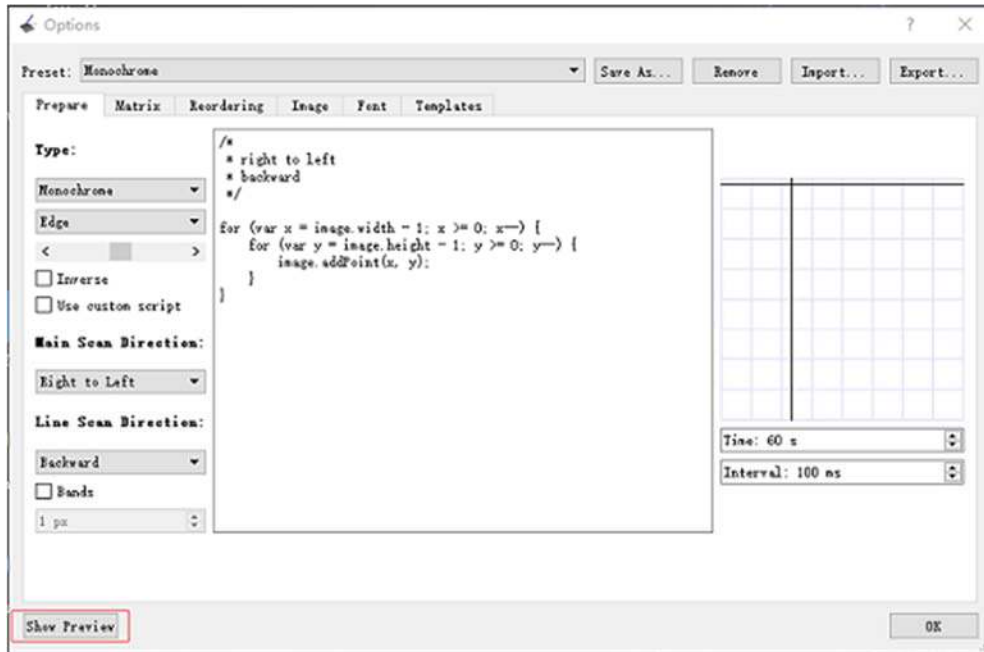 Options
Preset: Monochrome Save As... Remove Import... Export...
Prepare Matrix Reordering Image Font Templates
Type:
Monochrome
Edge
Inverse
Use custom script
Main Scan Direction:
Right to Left
Line Scan Direction:
Backward
Bands
1 px
/*
* right to left
* backward
*/
for (var x = image.width - 1; x >= 0; x--) {
for (var y = image.height - 1; y >= 0; y--) {
image.addPoint(x, y);
}
}
Time: 60 s
Interval: 100 ms
Show Preview OK